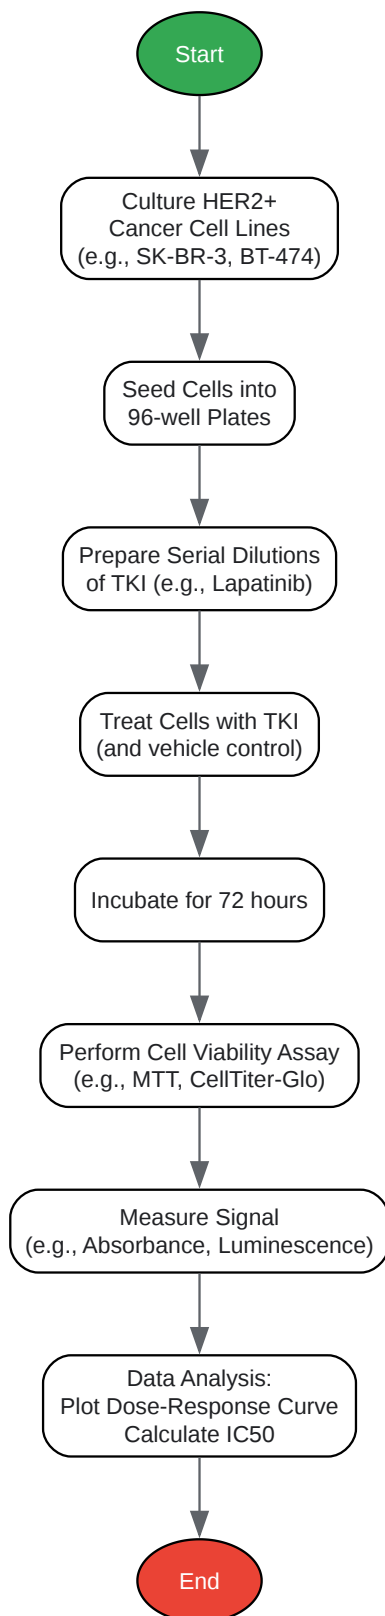 Start
Culture HER2+
Cancer Cell Lines
(e.g., SK-BR-3, BT-474)
Seed Cells into
96-well Plates
Prepare Serial Dilutions
of TKI (e.g., Lapatinib)
Treat Cells with TKI
(and vehicle control)
Incubate for 72 hours
Perform Cell Viability Assay
(e.g., MTT, CellTiter-Glo)
Measure Signal
(e.g., Absorbance, Luminescence)
Data Analysis:
Plot Dose-Response Curve
Calculate IC50
End